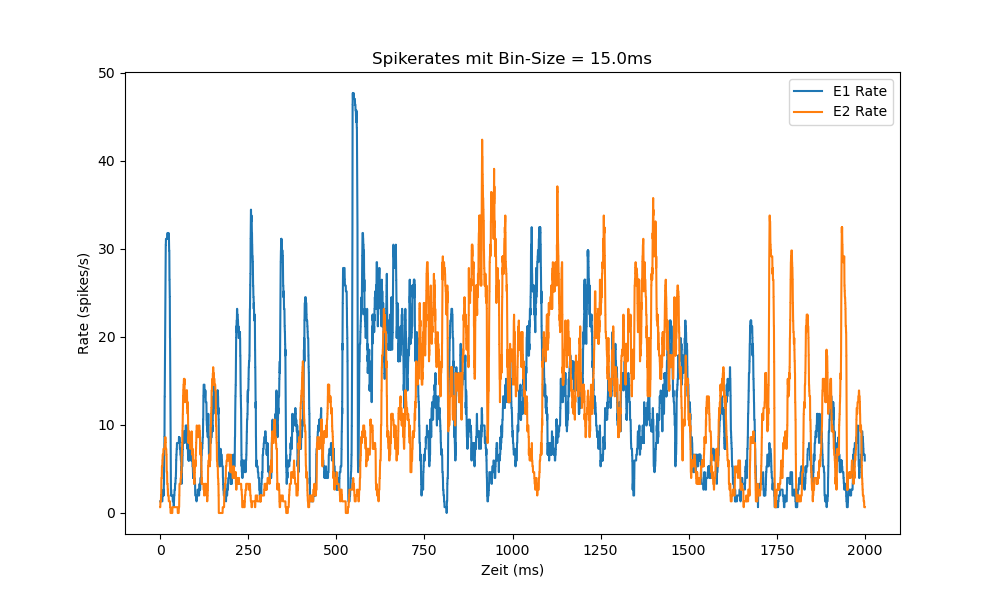 Spikerates mit Bin-Size = 15.0ms
50
40
30
20
10
0
Rate (spikes/s)
E1 Rate
E2 Rate
0 250 500 750 1000 1250 1500 1750 2000
Zeit (ms)